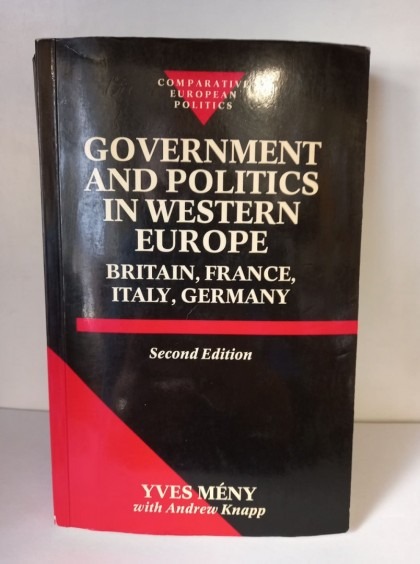 COMPARATIVE
EUROPEAN
POLITICS
GOVERNMENT
AND POLITICS
IN WESTERN
EUROPE
BRITAIN, FRANCE,
ITALY, GERMANY
Second Edition
YVES MÉNY
with Andrew Knapp